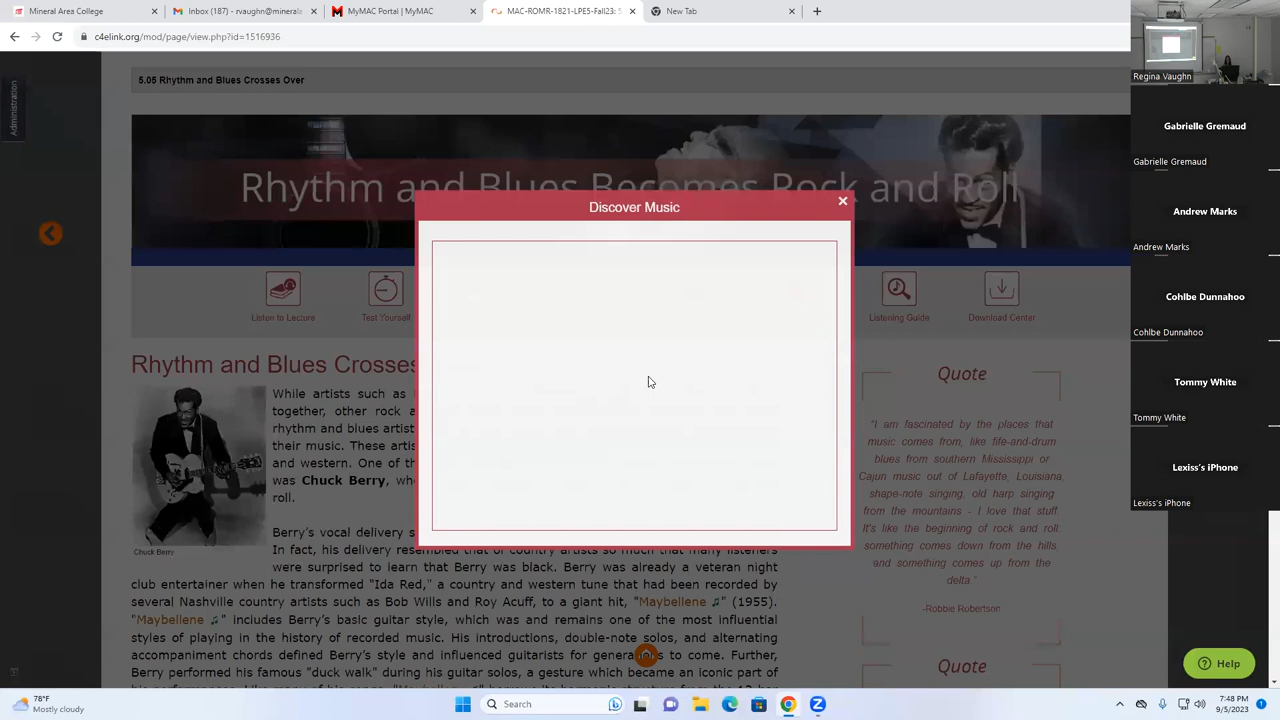 Mineral Area College
Inbox (187) - rvaughn@minerala
MyMAC Portal | MyMAC
MAC-ROMR-1821-LPE5-Fall23: 5
New Tab
c4elink.org/mod/page/view.php?id=1516936
Administration
5.05 Rhythm and Blues Crosses Over
Rhythm and Blues Becomes Rock and Roll
Discover Music
Listen to Lecture
Test Yourself
Listening Guide
Download Center
Rhythm and Blues Crosses
While artists such as
together, other rock a
rhythm and blues artist
their music. These arti
and western. One of th
was Chuck Berry, wh
roll.
Berry's vocal delivery s
In fact, his delivery resembled that of country artists so much that many listeners
were surprised to learn that Berry was black. Berry was already a veteran night
club entertainer when he transformed "Ida Red," a country and western tune that had been recorded by
several Nashville country artists such as Bob Wills and Roy Acuff, to a giant hit, "Maybellene ♫" (1955).
"Maybellene ♫" includes Berry's basic guitar style, which was and remains one of the most influential
styles of playing in the history of recorded music. His introductions, double-note solos, and alternating
accompaniment chords defined Berry's style and influenced guitarists for generations to come. Further,
Berry performed his famous "duck walk" during his guitar solos, a gesture which became an iconic part of
Chuck Berry
Quote
"I am fascinated by the places that
music comes from, like fife-and-drum
blues from southern Mississippi or
Cajun music out of Lafayette, Louisiana,
shape-note singing, old harp singing
from the mountains - I love that stuff.
It's like the beginning of rock and roll:
something comes down from the hills,
and something comes up from the
delta."
-Robbie Robertson
Quote
Help
Regina Vaughn
Gabrielle Gremaud
Gabrielle Gremaud
Andrew Marks
Andrew Marks
Cohlbe Dunnahoo
Cohlbe Dunnahoo
Tommy White
Tommy White
Lexiss's iPhone
Lexiss's iPhone
78°F
Mostly cloudy
Search
7:48 PM
9/5/2023